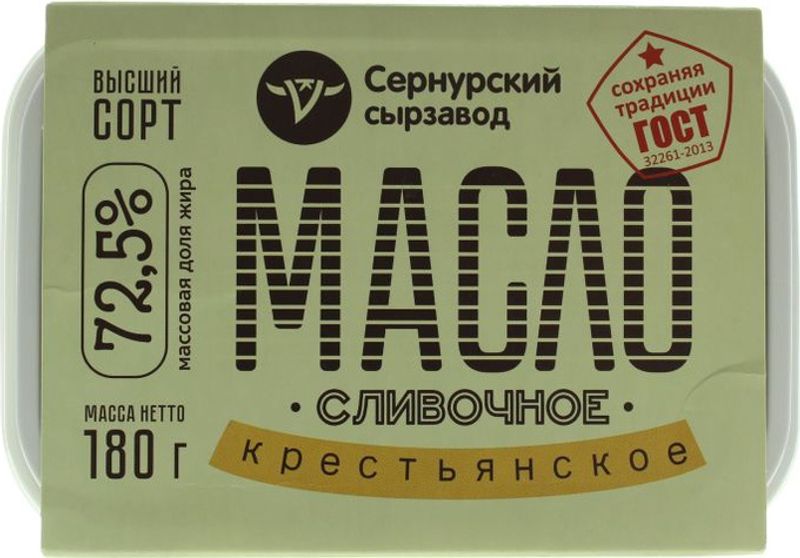 ВЫСШИЙ
СОРТ
Сернурский
сырзавод
сохраняя
традиции
ГОСТ
32261-2013
72,5%
массовая доля жира
МАСЛО
• СЛИВОЧНОЕ •
крестьянское
МАССА НЕТТО
180 г